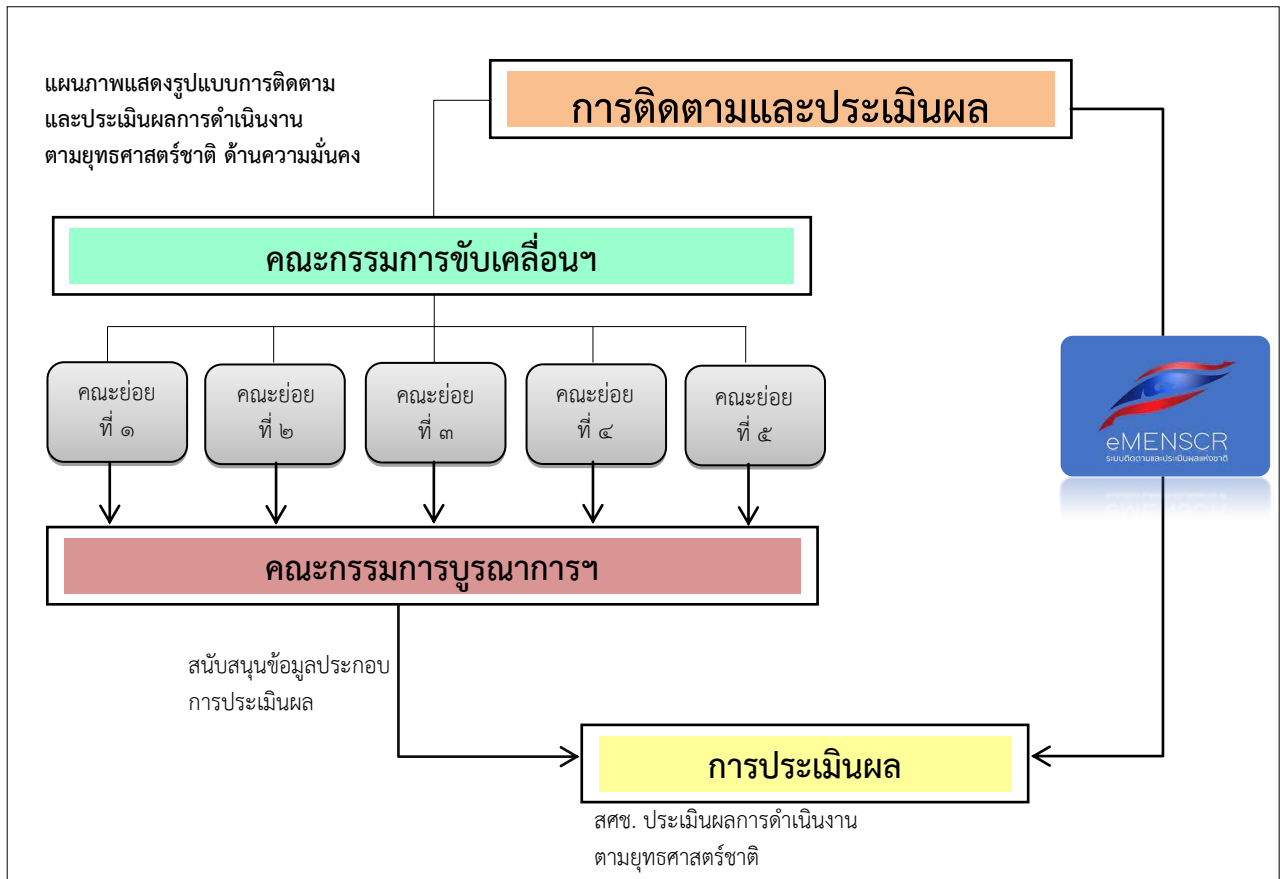 แผนภาพแสดงรูปแบบการติดตาม
และประเมินผลการดำเนินงาน
ตามยุทธศาสตร์ชาติ ด้านความมั่นคง
การติดตามและประเมินผล
คณะกรรมการขับเคลื่อนฯ
คณะย่อย
ที่ ๑
คณะย่อย
ที่ ๒
คณะย่อย
ที่ ๓
คณะย่อย
ที่ ๔
คณะย่อย
ที่ ๕
eMENSCR
ระบบติดตามและประเมินผลแห่งชาติ
คณะกรรมการบูรณาการฯ
สนับสนุนข้อมูลประกอบ
การประเมินผล
การประเมินผล
สศช. ประเมินผลการดำเนินงาน
ตามยุทธศาสตร์ชาติ